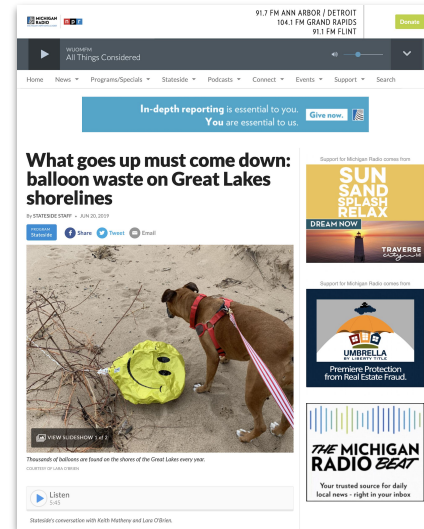 MICHIGAN RADIO
npr
91.7 FM ANN ARBOR / DETROIT
104.1 FM GRAND RAPIDS
91.1 FM FLINT
Donate
WUOMFM
All Things Considered
Home News Programs/Specials Stateside Podcasts Connect Events Support Search
In-depth reporting is essential to you.
You are essential to us.
Give now.
What goes up must come down:
balloon waste on Great Lakes
shorelines
By STATESIDE STAFF • JUN 20, 2019
PROGRAM
Stateside
Share Tweet Email
VIEW SLIDESHOW 1 of 2
Thousands of balloons are found on the shores of the Great Lakes every year.
COURTESY OF LARA O'BRIEN
Listen
5:45
Stateside's conversation with Keith Matheny and Lara O'Brien.
Support for Michigan Radio comes from
SUN
SAND
SPLASH
RELAX
DREAM NOW
TRAVERSE
city
Support for Michigan Radio comes from
UMBRELLA
BY LIBERTY TITLE
Premiere Protection
from Real Estate Fraud.
THE MICHIGAN
RADIO BEAT
Your trusted source for daily
local news - right in your inbox